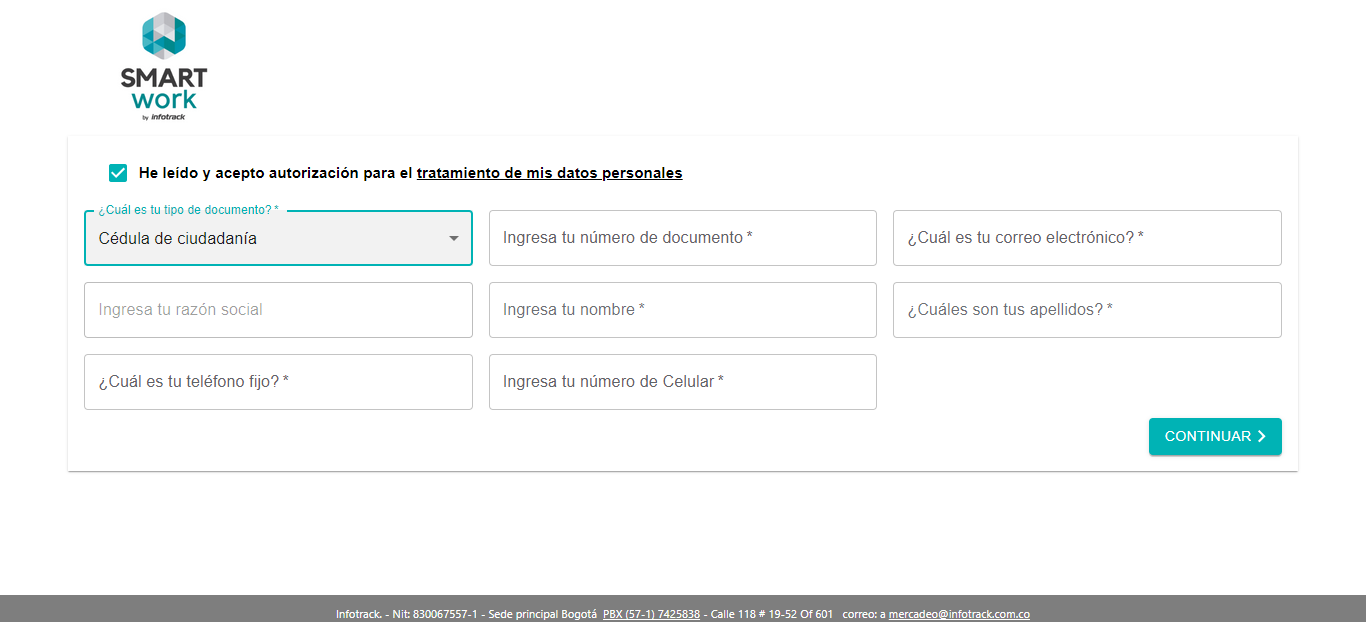 SMART
work
by infotrack
He leído y acepto autorización para el tratamiento de mis datos personales
¿Cuál es tu tipo de documento? *
Cédula de ciudadanía
Ingresa tu número de documento *
¿Cuál es tu correo electrónico? *
Ingresa tu razón social
Ingresa tu nombre *
¿Cuáles son tus apellidos? *
¿Cuál es tu teléfono fijo? *
Ingresa tu número de Celular *
CONTINUAR
Infotrack. - Nit: 830067557-1 - Sede principal Bogotá PBX (57-1) 7425838 - Calle 118 # 19-52 Of 601 correo: a mercadeo@infotrack.com.co